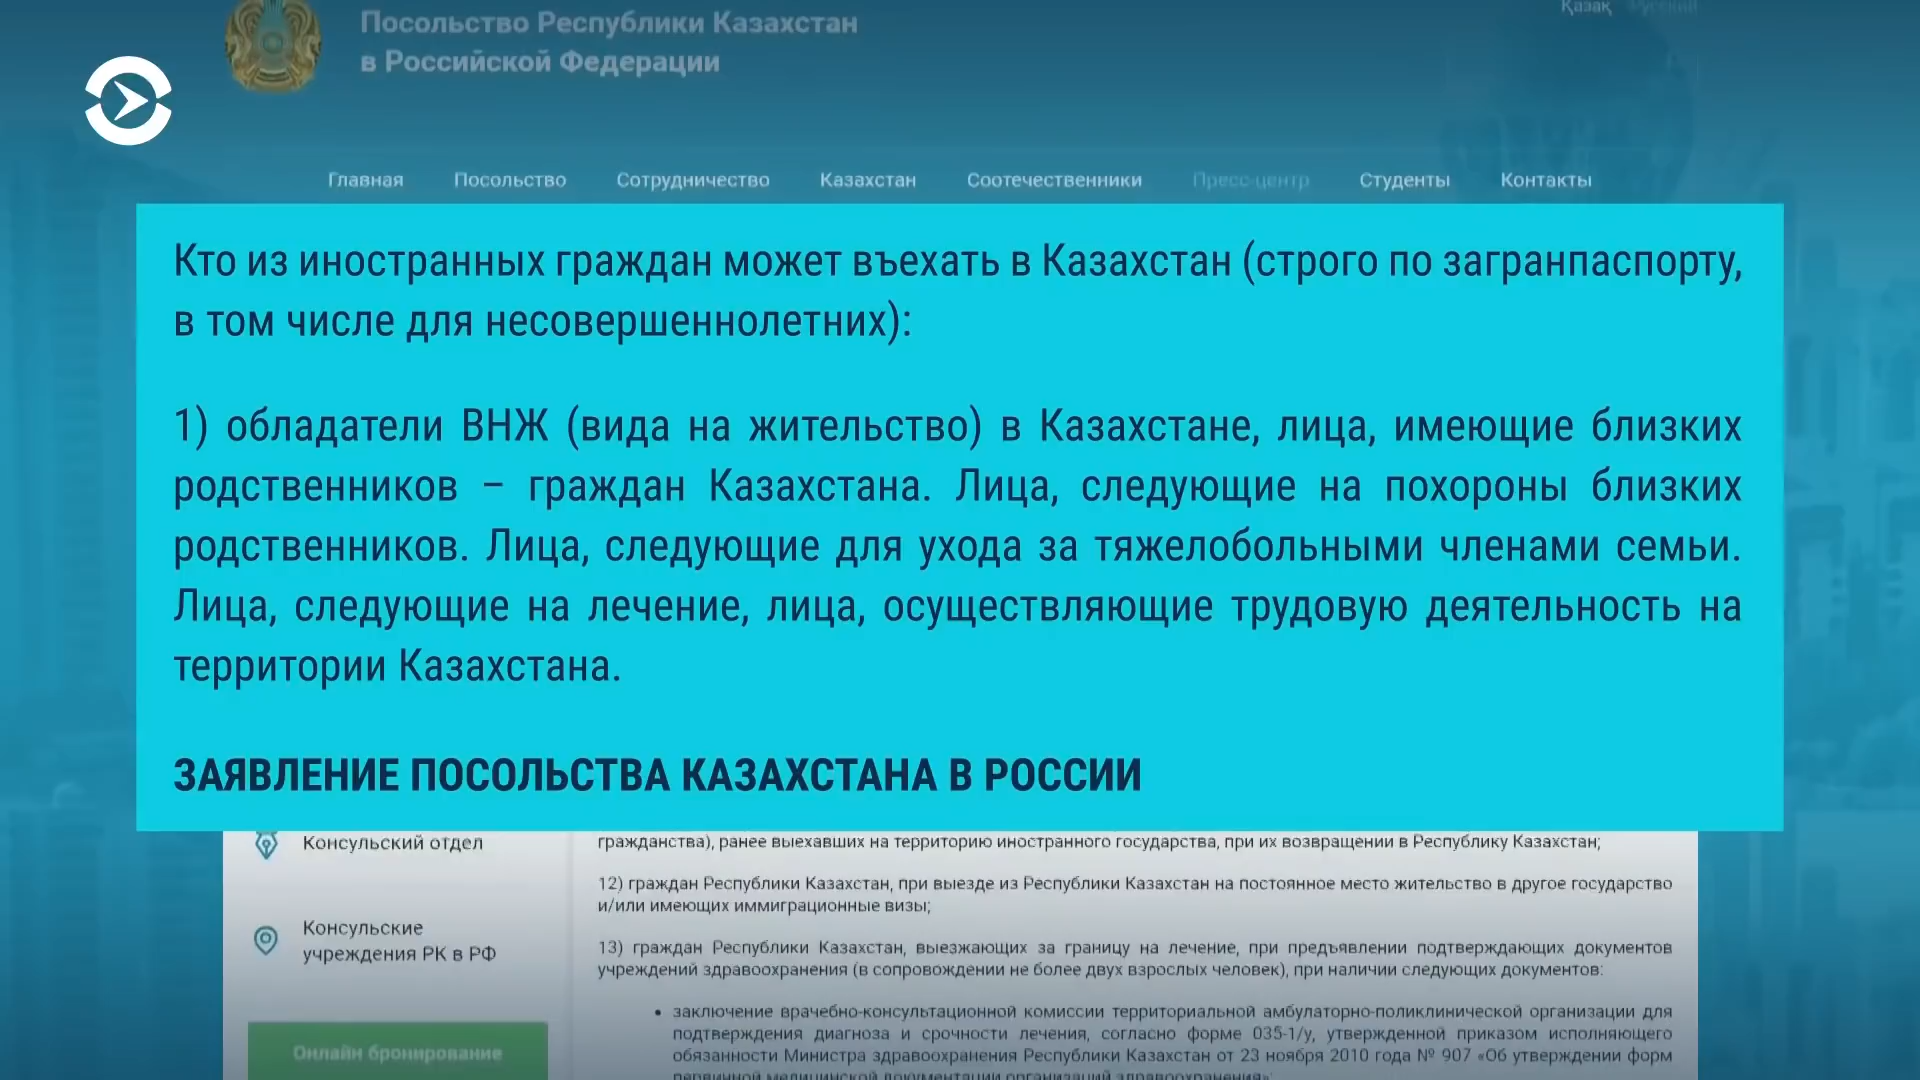 Посольство Республики Казахстан
в Российской Федерации
Қазақ Русский
Главная Посольство Сотрудничество Казахстан Соотечественники Пресс-центр Студенты Контакты
Кто из иностранных граждан может въехать в Казахстан (строго по загранпаспорту,
в том числе для несовершеннолетних):
1) обладатели ВНЖ (вида на жительство) в Казахстане, лица, имеющие близких
родственников – граждан Казахстана. Лица, следующие на похороны близких
родственников. Лица, следующие для ухода за тяжелобольными членами семьи.
Лица, следующие на лечение, лица, осуществляющие трудовую деятельность на
территории Казахстана.
ЗАЯВЛЕНИЕ ПОСОЛЬСТВА КАЗАХСТАНА В РОССИИ
Консульский отдел
Консульские
учреждения РК в РФ
Онлайн бронирование
гражданства), ранее выехавших на территорию иностранного государства, при их возвращении в Республику Казахстан;
12) граждан Республики Казахстан, при выезде из Республики Казахстан на постоянное место жительство в другое государство
и/или имеющих иммиграционные визы;
13) граждан Республики Казахстан, выезжающих за границу на лечение, при предъявлении подтверждающих документов
учреждений здравоохранения (в сопровождении не более двух взрослых человек), при наличии следующих документов:
• заключение врачебно-консультационной комиссии территориальной амбулаторно-поликлинической организации для
подтверждения диагноза и срочности лечения, согласно форме 035-1/у, утвержденной приказом исполняющего
обязанности Министра здравоохранения Республики Казахстан от 23 ноября 2010 года № 907 «Об утверждении форм
первичной медицинской документации организаций здравоохранения»;